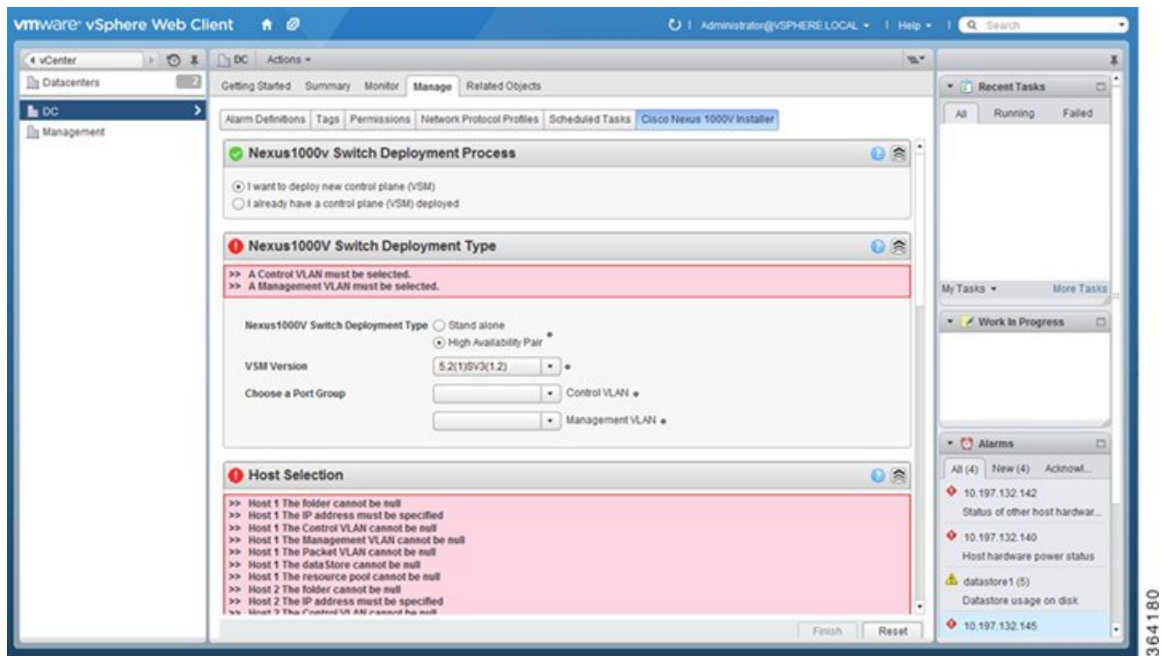 vmware® vSphere Web Client
Administrator@VSPHERE.LOCAL
Help
Search
vCenter
Datacenters 2
DC
Management
DC Actions
Getting Started Summary Monitor Manage Related Objects
Alarm Definitions Tags Permissions Network Protocol Profiles Scheduled Tasks Cisco Nexus 1000V Installer
Nexus1000v Switch Deployment Process
I want to deploy new control plane (VSM)
I already have a control plane (VSM) deployed
Nexus1000V Switch Deployment Type
>> A Control VLAN must be selected.
>> A Management VLAN must be selected.
Nexus1000V Switch Deployment Type Stand alone
High Availability Pair
VSM Version 5.2(1)SV3(1.2)
Choose a Port Group Control VLAN
Management VLAN
Host Selection
>> Host 1 The folder cannot be null
>> Host 1 The IP address must be specified
>> Host 1 The Control VLAN cannot be null
>> Host 1 The Management VLAN cannot be null
>> Host 1 The Packet VLAN cannot be null
>> Host 1 The dataStore cannot be null
>> Host 1 The resource pool cannot be null
>> Host 2 The folder cannot be null
>> Host 2 The IP address must be specified
>> Host 2 The Control VLAN cannot be null
Finish Reset
Recent Tasks
All Running Failed
My Tasks More Tasks
Work In Progress
Alarms
All (4) New (4) Acknowl...
10.197.132.142
Status of other host hardwar...
10.197.132.140
Host hardware power status
datastore1 (5)
Datastore usage on disk
10.197.132.145
364180